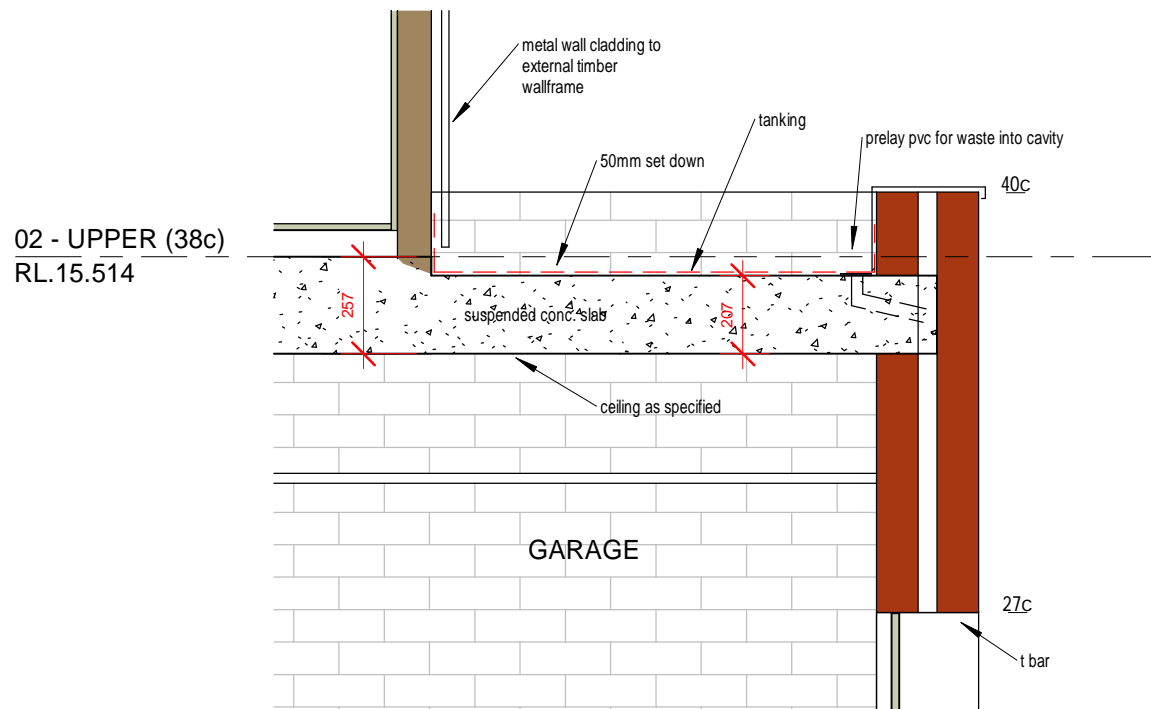 metal wall cladding to
external timber
wallframe
tanking
prelay pvc for waste into cavity
50mm set down
40c
02 - UPPER (38c)
RL.15.514
257
suspended conc. slab
207
ceiling as specified
GARAGE
27c
t bar